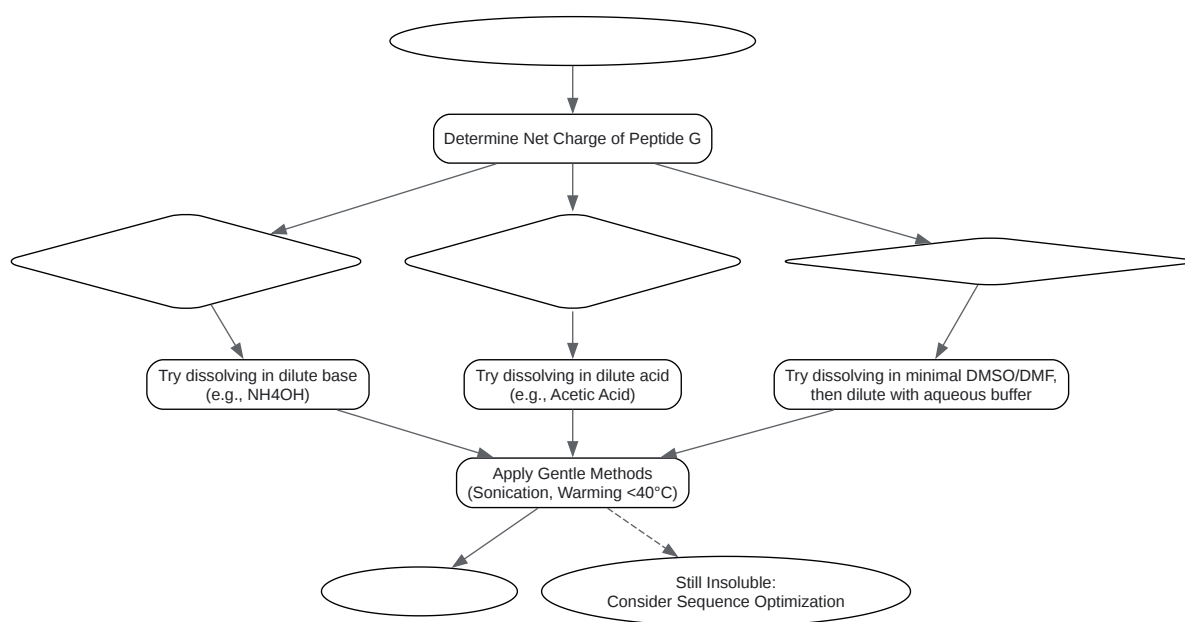 Determine Net Charge of Peptide G
Try dissolving in dilute base
(e.g., NH4OH)
Try dissolving in dilute acid
(e.g., Acetic Acid)
Try dissolving in minimal DMSO/DMF,
then dilute with aqueous buffer
Apply Gentle Methods
(Sonication, Warming <40°C)
Still Insoluble:
Consider Sequence Optimization